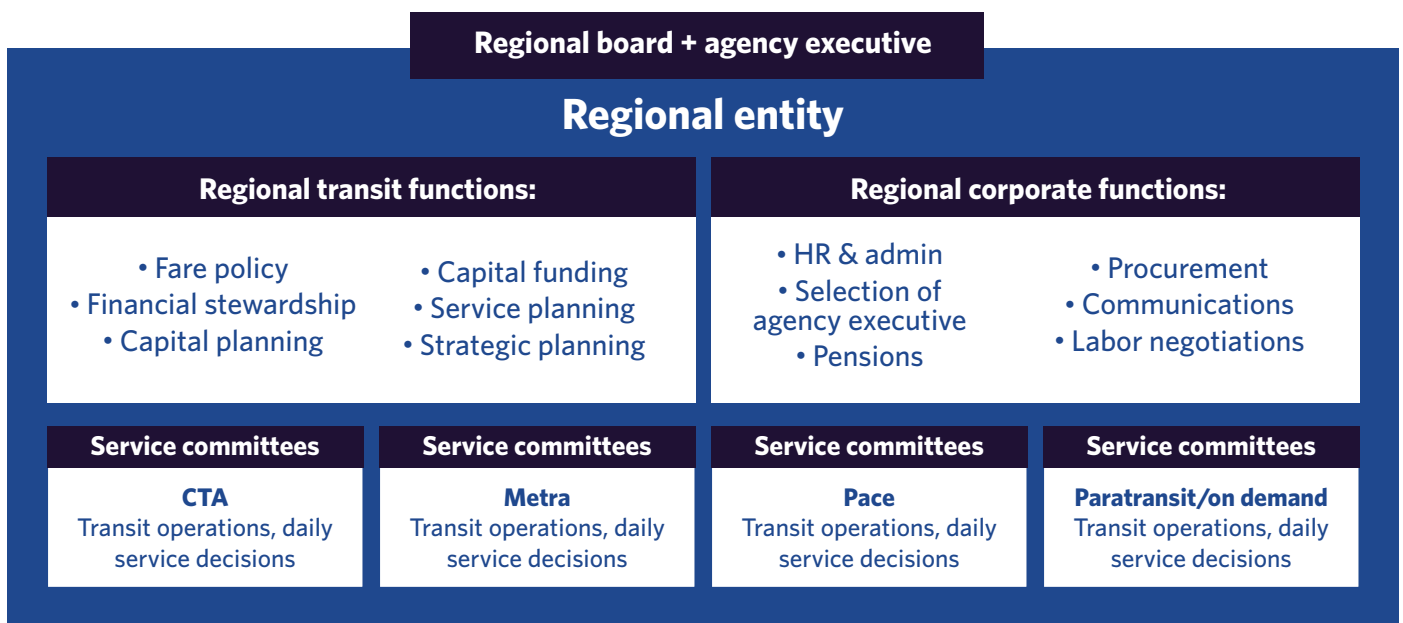 Regional board + agency executive
Regional entity
Regional transit functions:
• Fare policy
• Financial stewardship
• Capital planning
• Capital funding
• Service planning
• Strategic planning
Regional corporate functions:
• HR & admin
• Selection of
agency executive
• Pensions
• Procurement
• Communications
• Labor negotiations
Service committees
CTA
Transit operations, daily
service decisions
Service committees
Metra
Transit operations, daily
service decisions
Service committees
Pace
Transit operations, daily
service decisions
Service committees
Paratransit/on demand
Transit operations, daily
service decisions